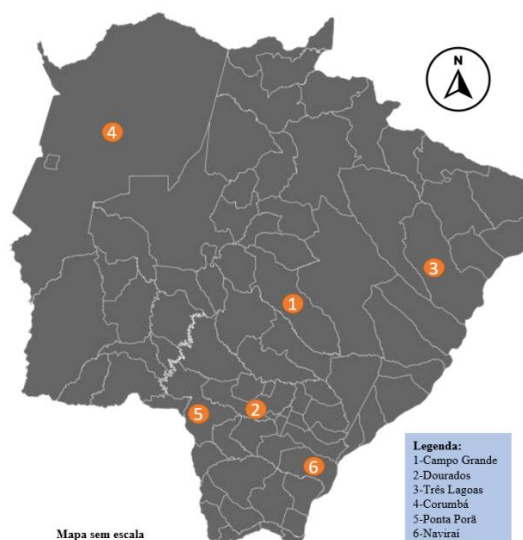 N
4
3
1
2
5
6
Legenda:
1-Campo Grande
2-Dourados
3-Três Lagoas
4-Corumbá
5-Ponta Porã
6-Naviraí
Mapa sem escala